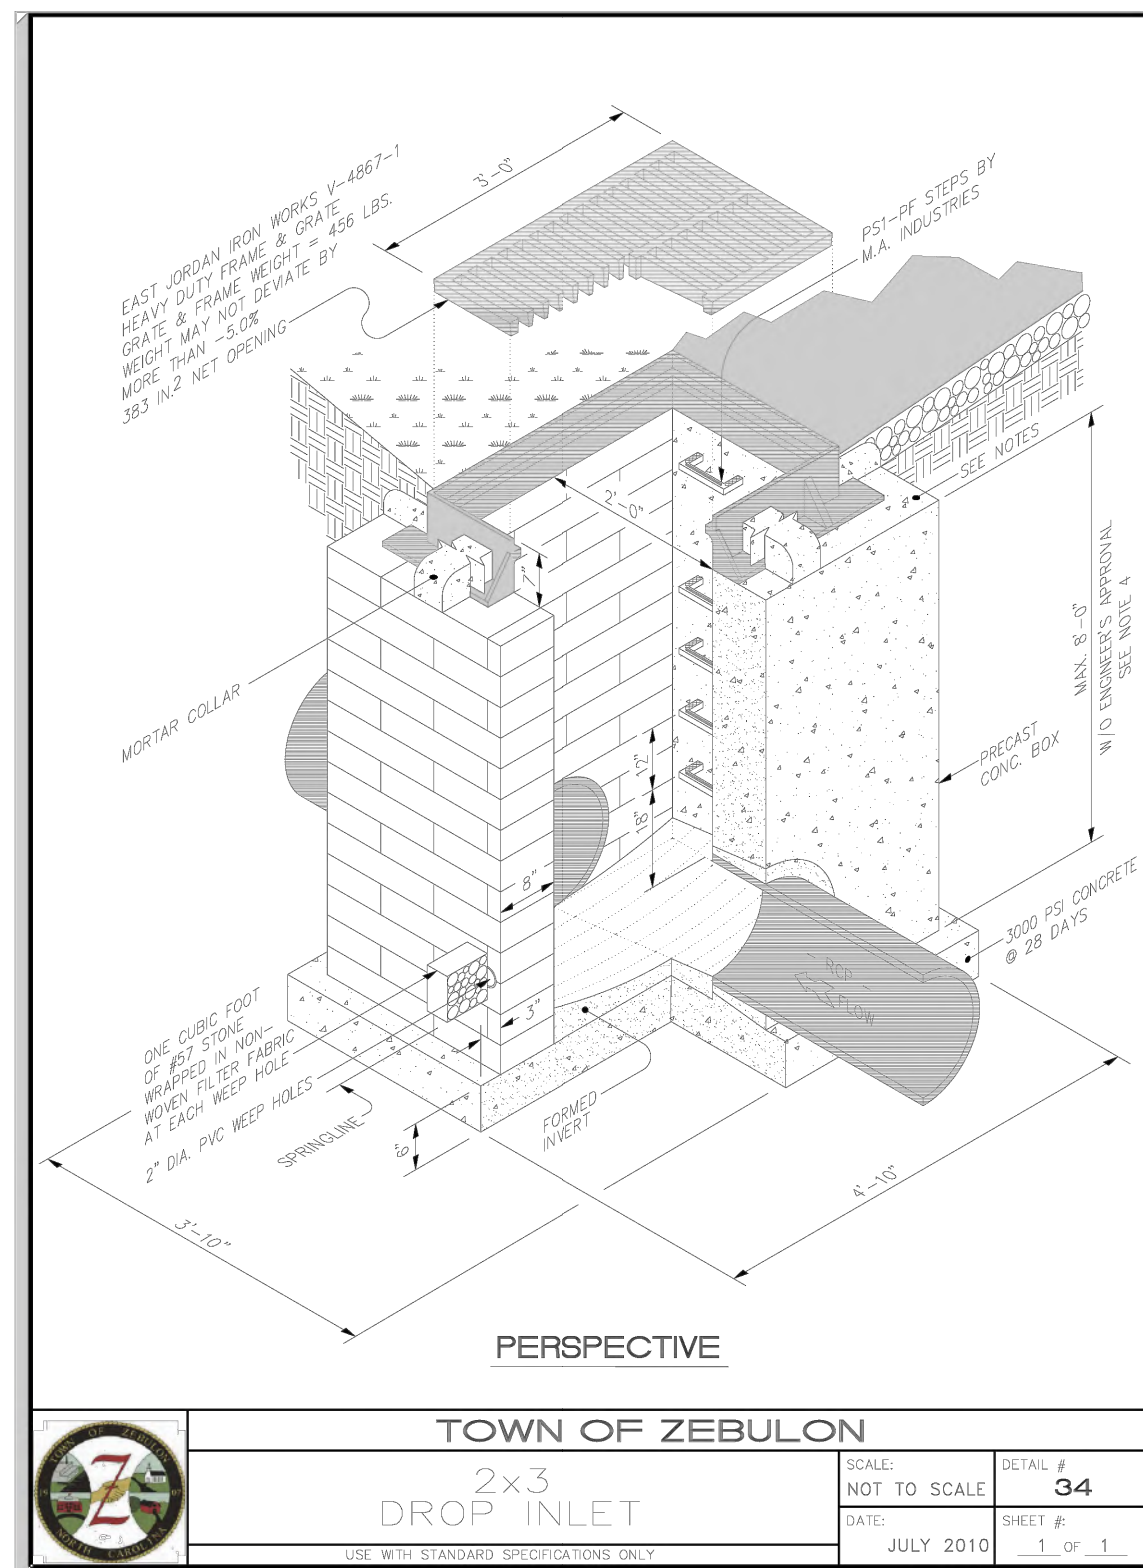 3'-0"
EAST JORDAN IRON WORKS V-4867-1
HEAVY DUTY FRAME & GRATE
GRATE & FRAME WEIGHT = 456 LBS.
WEIGHT MAY NOT DEVIATE BY
MORE THAN -5.0%
383 IN.2 NET OPENING
PS1-PF STEPS BY
M.A. INDUSTRIES
SEE NOTES
2'-0"
7"
MAX. 8'-0"
W/O ENGINEER'S APPROVAL
SEE NOTE 4
MORTAR COLLAR
PRECAST
CONC. BOX
12"
18"
8"
3000 PSI CONCRETE
@ 28 DAYS
- RCP -
FLOW
3"
ONE CUBIC FOOT
OF #57 STONE
WRAPPED IN NON-
WOVEN FILTER FABRIC
AT EACH WEEP HOLE
2" DIA. PVC WEEP HOLES
SPRINGLINE
FORMED
INVERT
6"
4'-10"
3'-10"
PERSPECTIVE
TOWN OF ZEBULON
TOWN OF ZEBULON
Z
1907
NORTH CAROLINA
2x3
DROP INLET
USE WITH STANDARD SPECIFICATIONS ONLY
SCALE:
NOT TO SCALE
DETAIL #
34
DATE:
JULY 2010
SHEET #:
1 OF 1